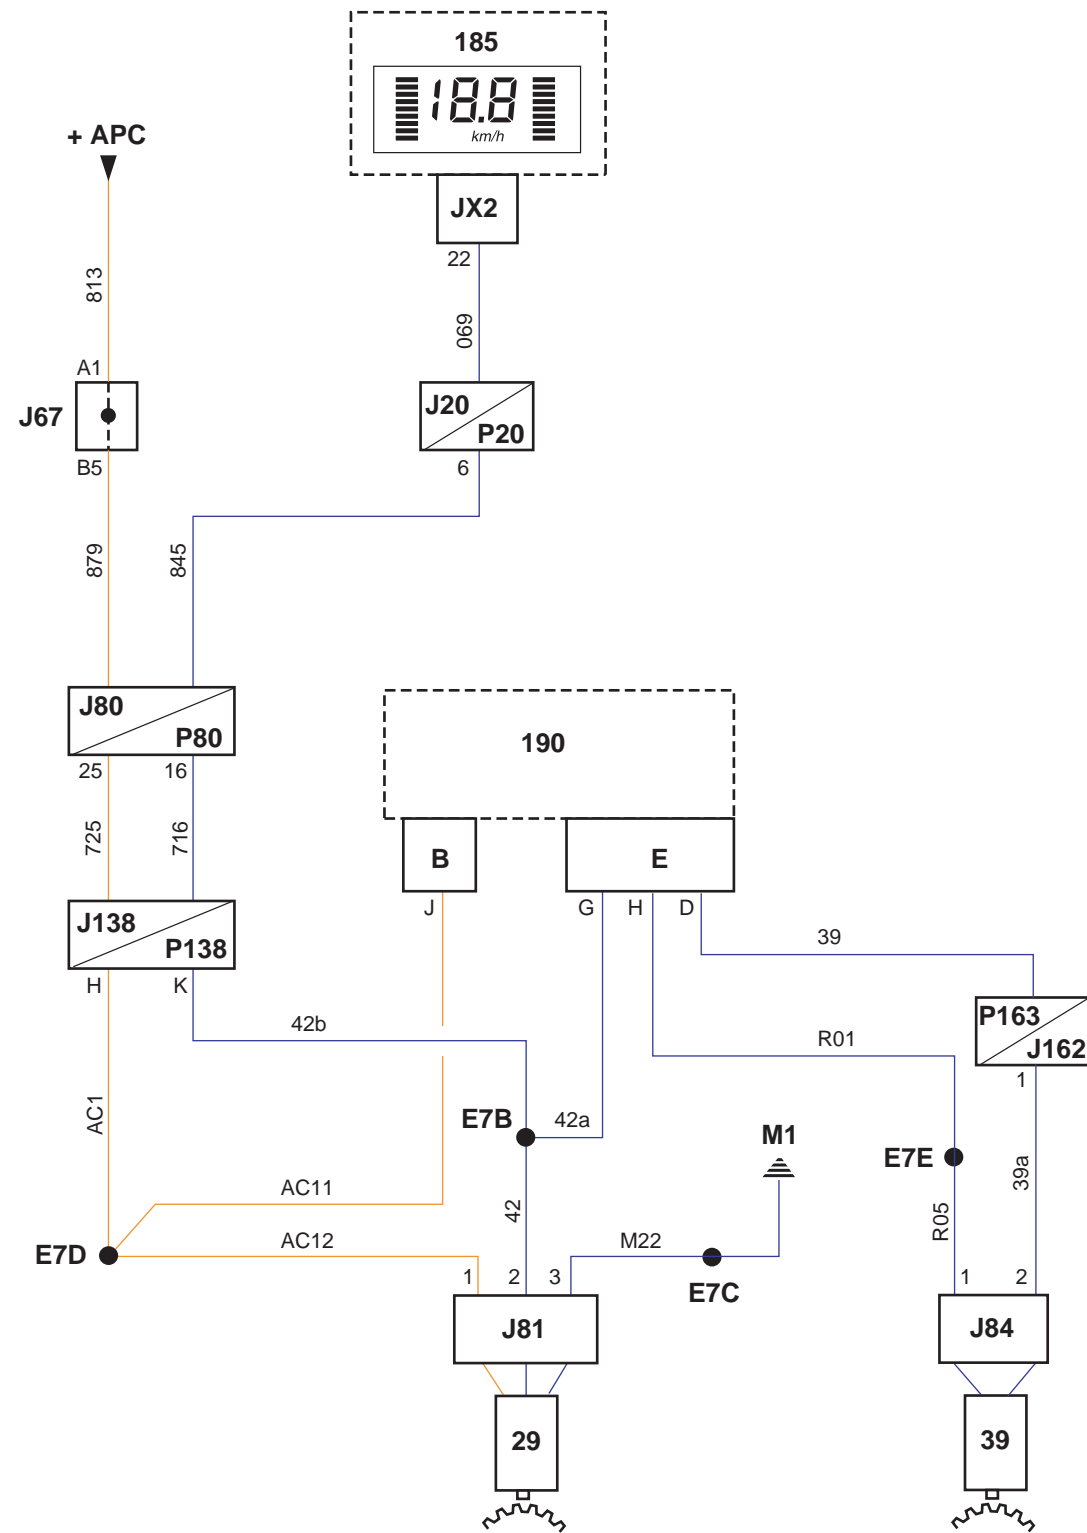 185
18.8
km/h
+ APC
JX2
22
813
069
A1
J67
J20
P20
B5
6
879
845
J80
P80
190
25
16
725
716
B
E
J138
P138
J
G
H
D
39
H
K
P163
J162
42b
R01
1
AC1
E7B
42a
M1
E7E
39a
AC11
42
R05
E7D
AC12
M22
E7C
1
2
3
1
2
J81
J84
29
39